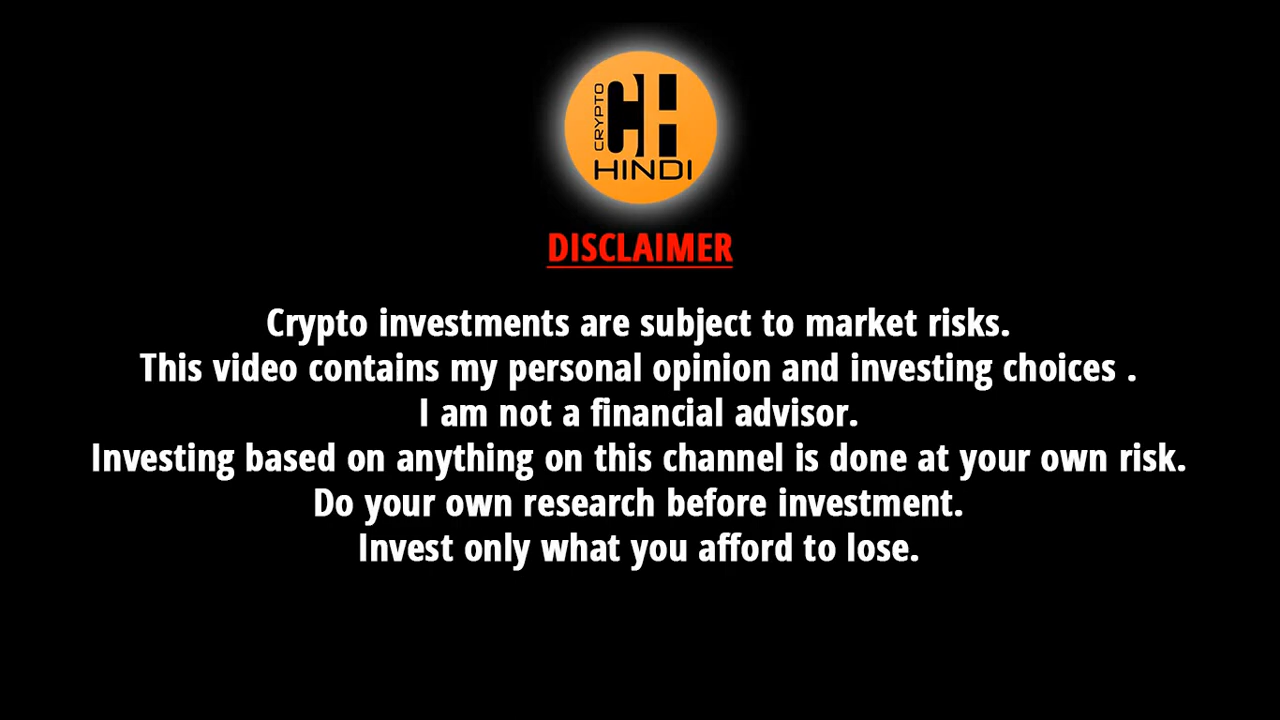 CRYPTO
CH
HINDI
DISCLAIMER
Crypto investments are subject to market risks.
This video contains my personal opinion and investing choices .
I am not a financial advisor.
Investing based on anything on this channel is done at your own risk.
Do your own research before investment.
Invest only what you afford to lose.